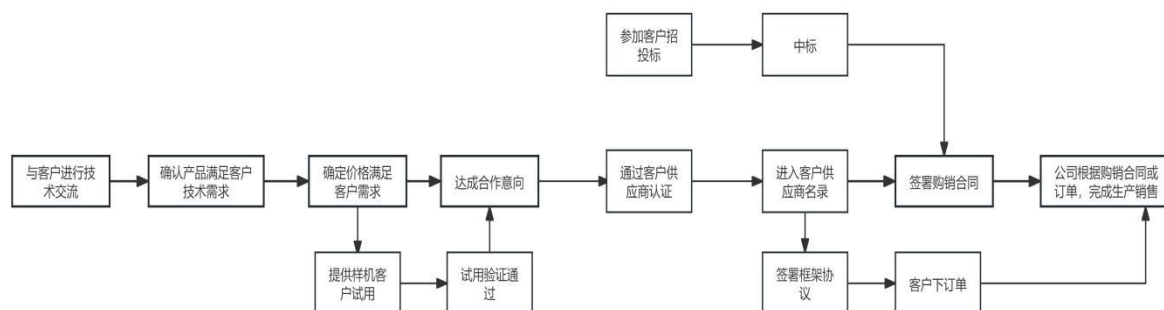 参加客户招
投标
中标
与客户进行技
术交流
确认产品满足客户
技术需求
确定价格满足
客户需求
达成合作意向
通过客户供
应商认证
进入客户供
应商名录
签署购销合同
公司根据购销合同或
订单，完成生产销售
提供样机客
户试用
试用验证通
过
签署框架协
议
客户下订单